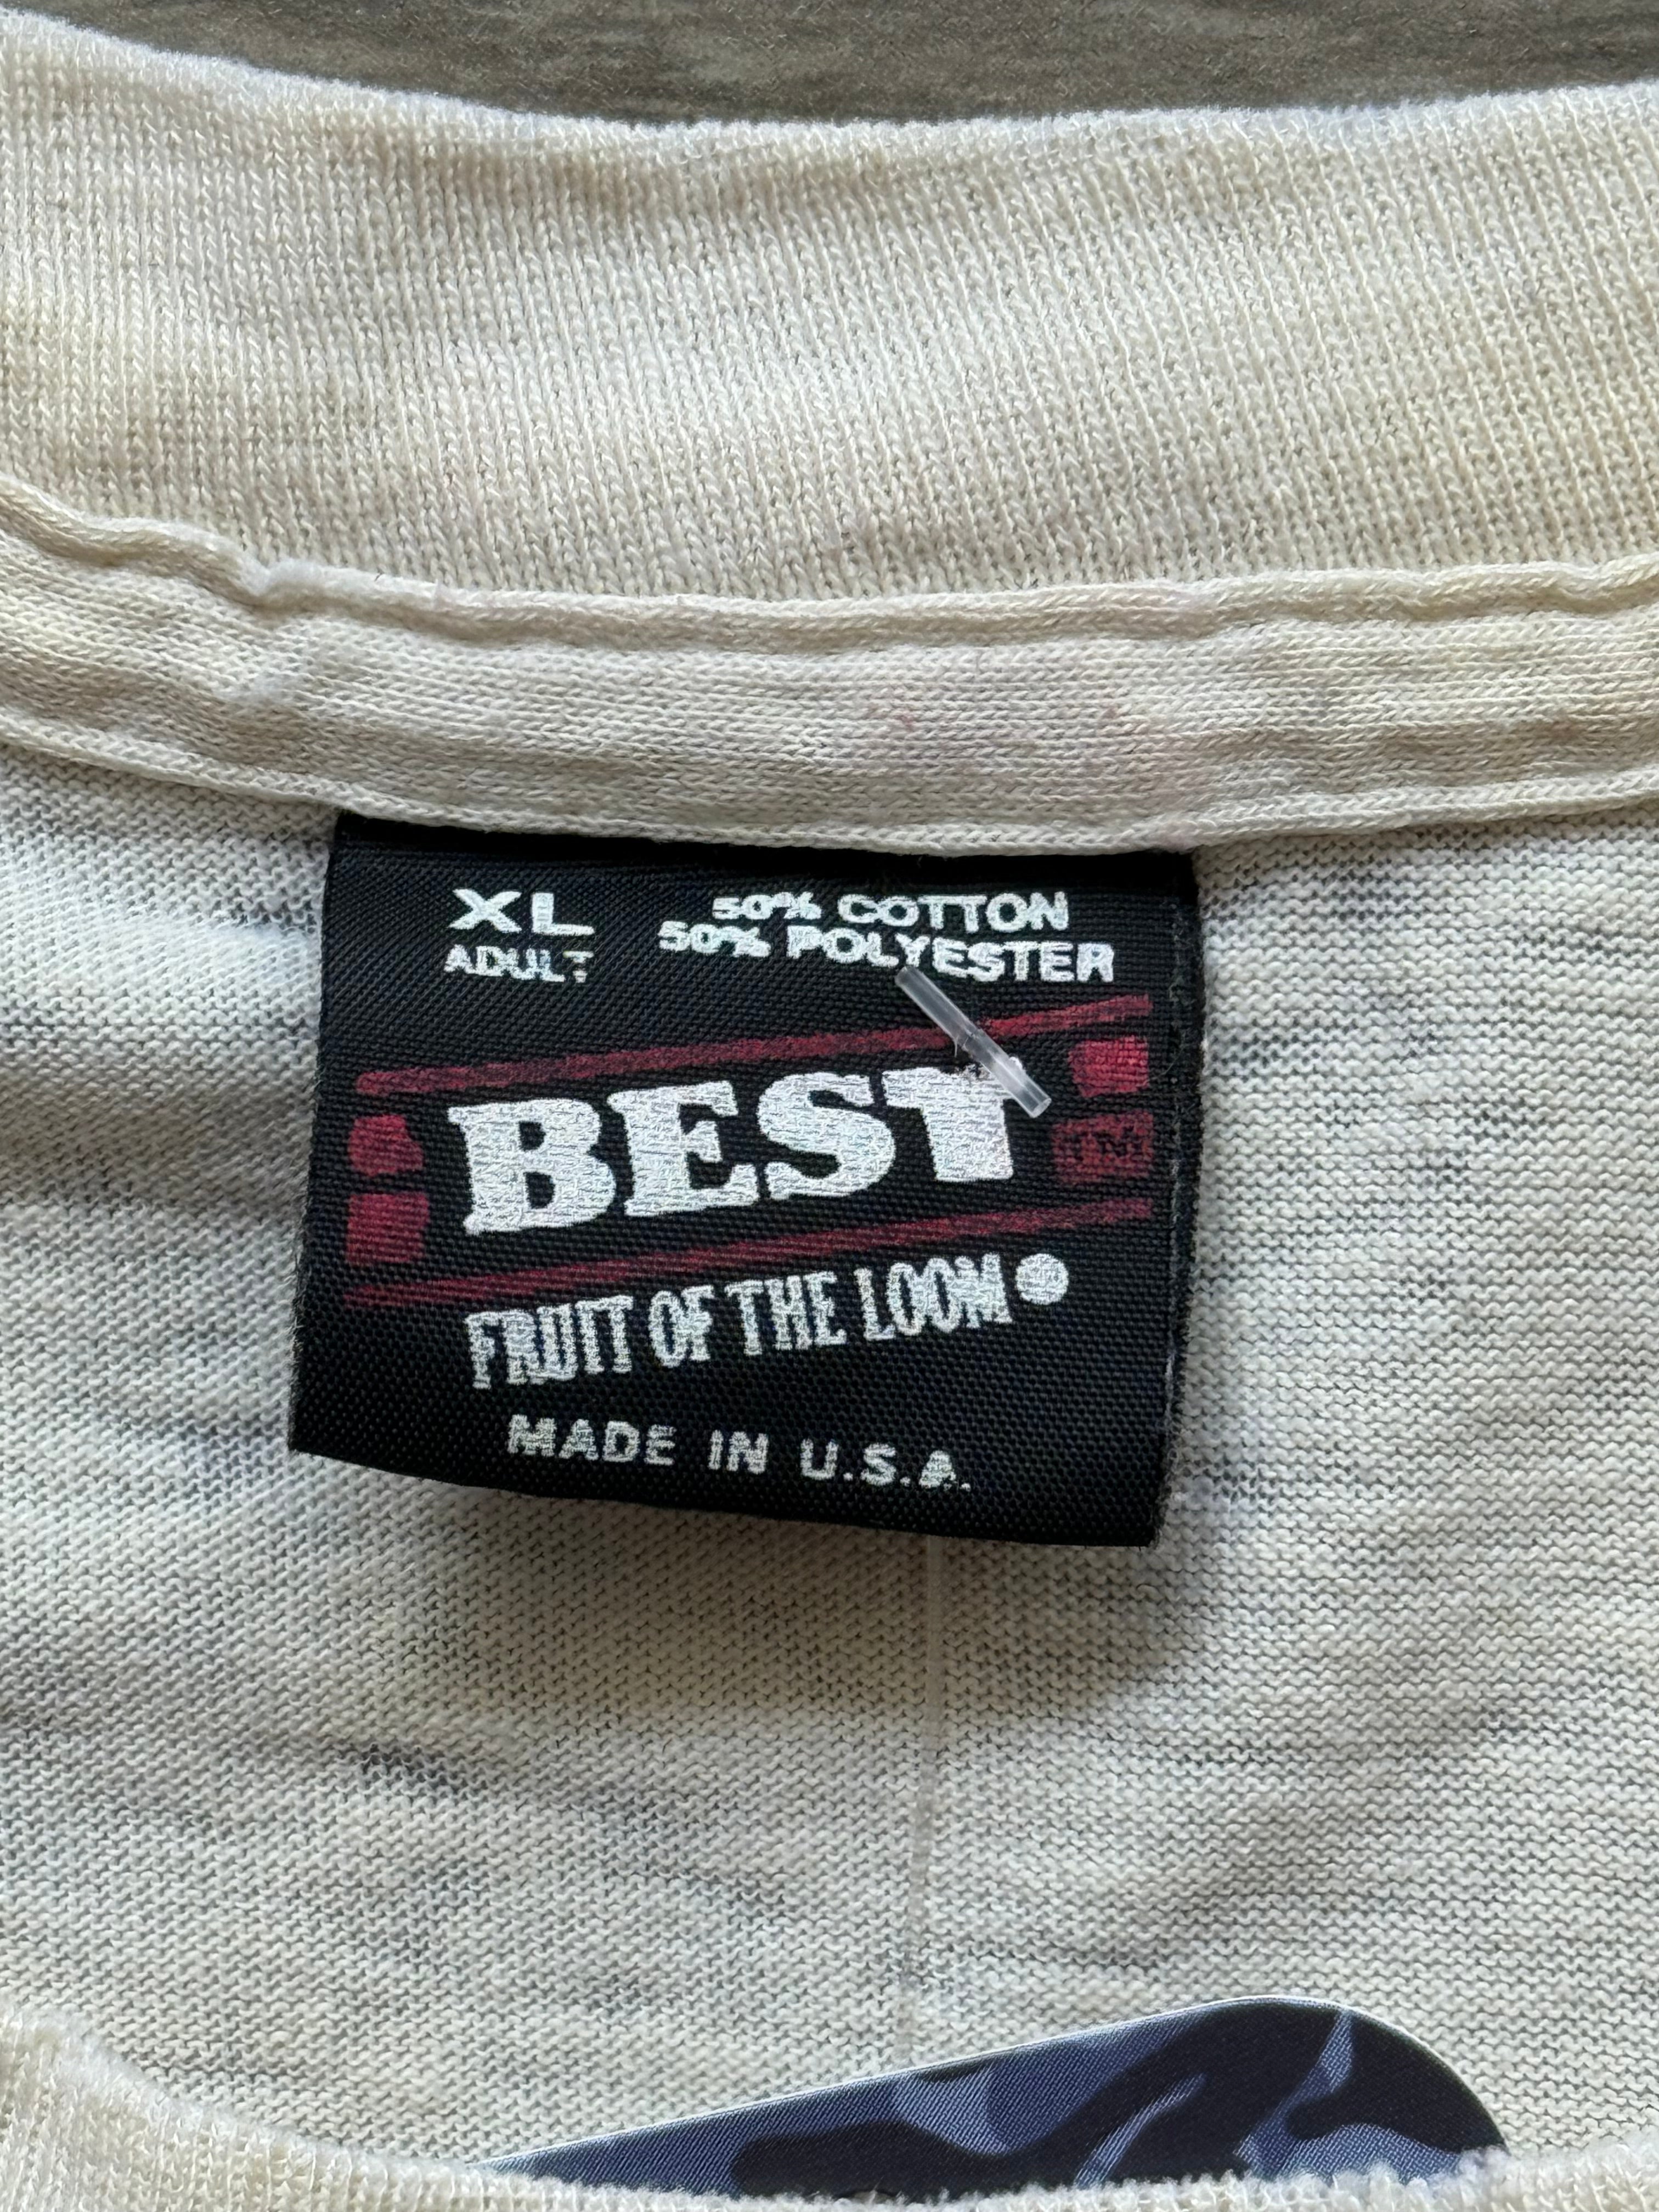 XL
ADULT
50% COTTON
50% POLYESTER
BEST
TM
FRUIT OF THE LOOM
MADE IN U.S.A.